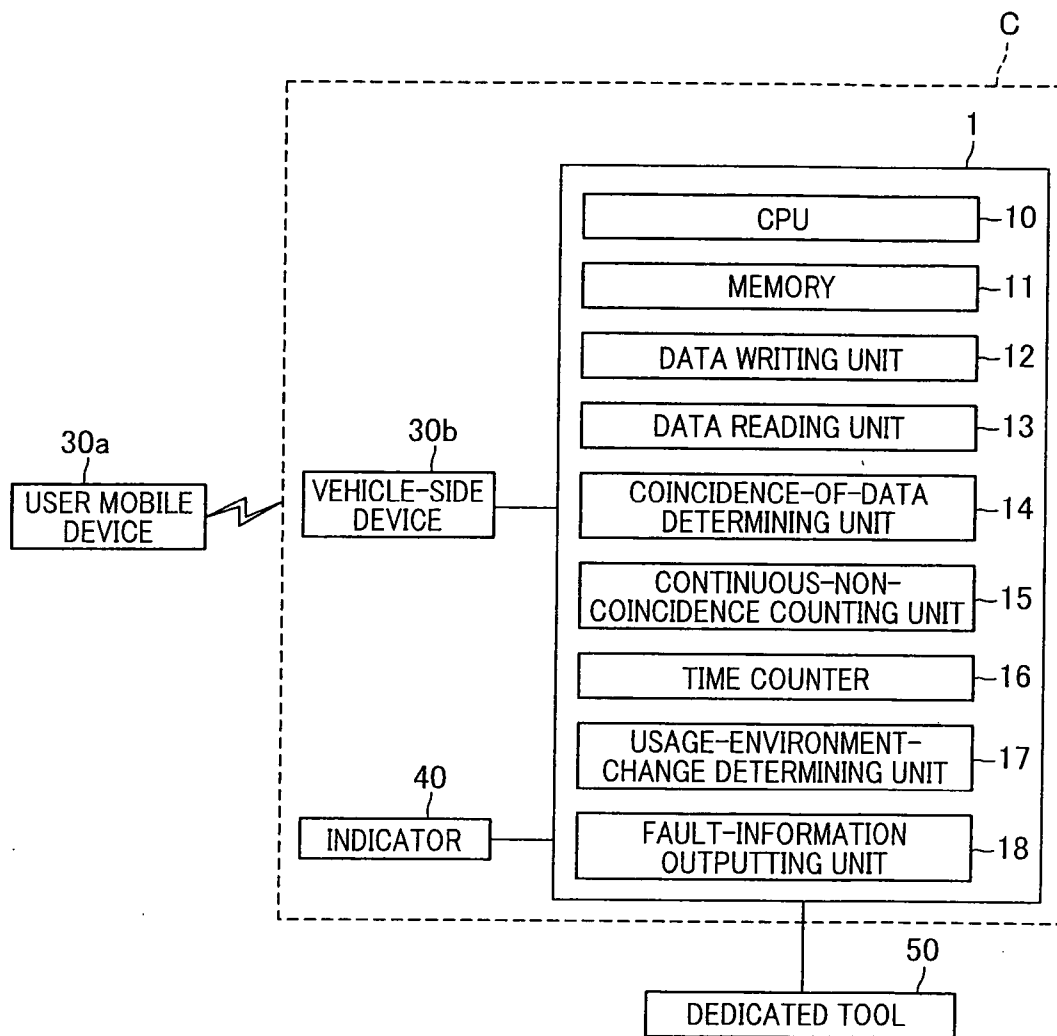 C
1
CPU
10
MEMORY
11
DATA WRITING UNIT
12
DATA READING UNIT
13
30a
USER MOBILE
DEVICE
30b
VEHICLE-SIDE
DEVICE
COINCIDENCE-OF-DATA
DETERMINING UNIT
14
CONTINUOUS-NON-
COINCIDENCE COUNTING UNIT
15
TIME COUNTER
16
USAGE-ENVIRONMENT-
CHANGE DETERMINING UNIT
17
40
INDICATOR
FAULT-INFORMATION
OUTPUTTING UNIT
18
50
DEDICATED TOOL